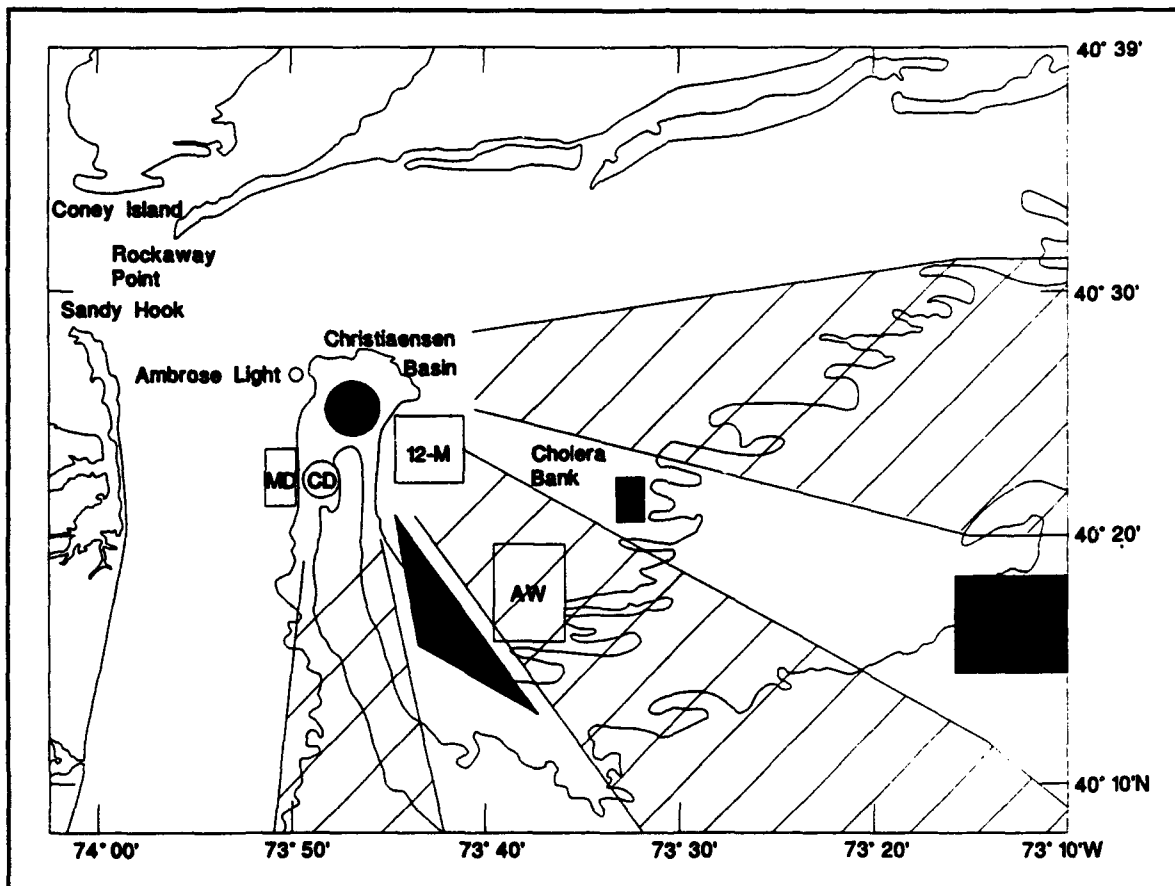 40° 39'
Coney Island
Rockaway
Point
40° 30'
Sandy Hook
Christiaensen
Basin
Ambrose Light
12-M
Cholera
Bank
MD
CD
40° 20'
AW
40° 10'N
74° 00'
73° 50'
73° 40'
73° 30'
73° 20'
73° 10'W